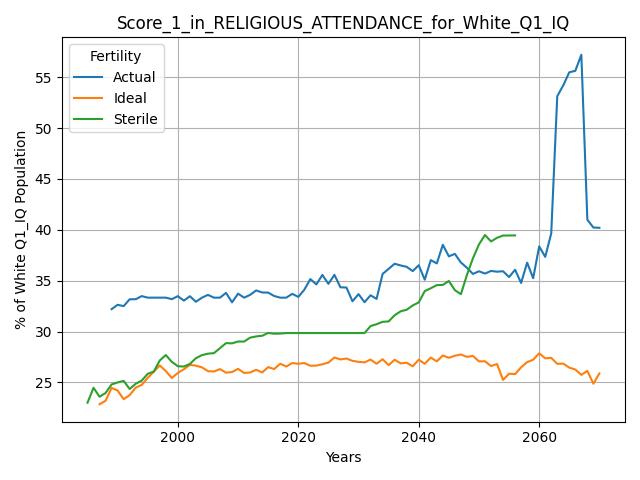 Score_1_in_RELIGIOUS_ATTENDANCE_for_White_Q1_IQ
Fertility
Actual
Ideal
Sterile
% of White Q1_IQ Population
55
50
45
40
35
30
25
2000
2020
2040
2060
Years